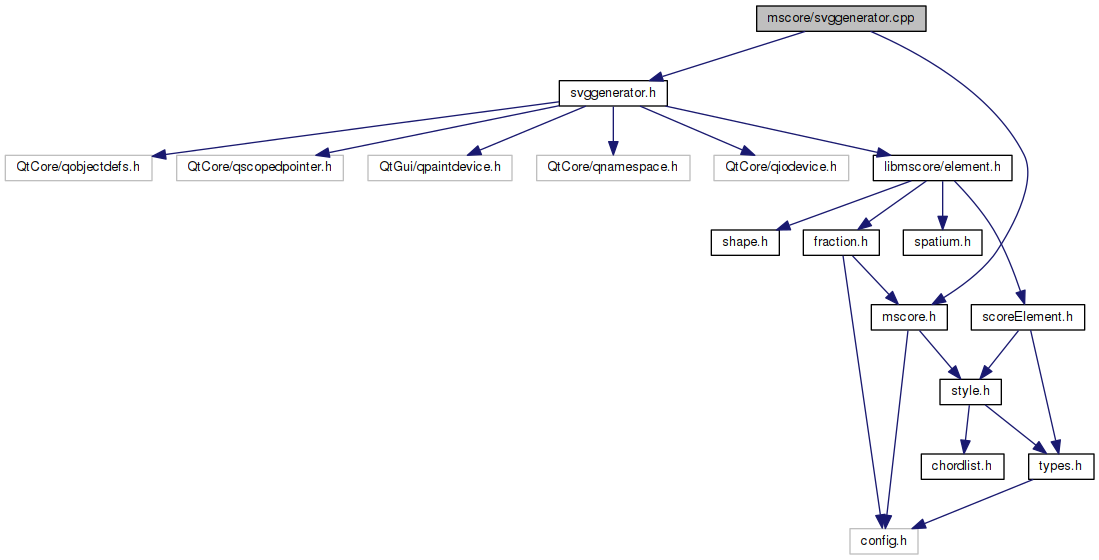 mscore/svggenerator.cpp
svggenerator.h
QtCore/qobjectdefs.h
QtCore/qscopedpointer.h
QtGui/qpaintdevice.h
QtCore/qnamespace.h
QtCore/qiodevice.h
libmscore/element.h
shape.h
fraction.h
spatium.h
mscore.h
scoreElement.h
style.h
chordlist.h
types.h
config.h